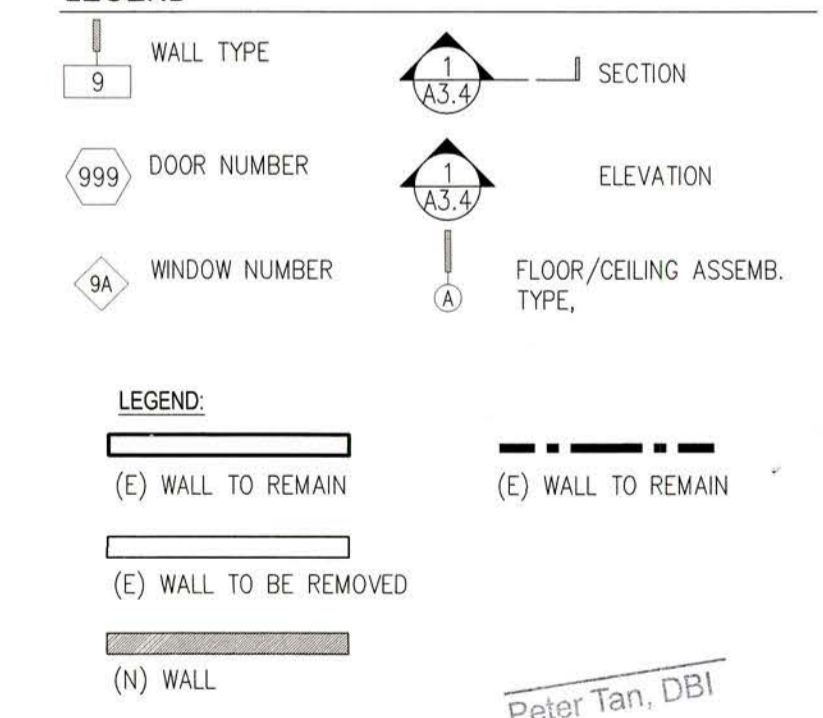 LEGEND
WALL TYPE
9
1
A3.4
SECTION
999
DOOR NUMBER
1
A3.4
ELEVATION
9A
WINDOW NUMBER
A
FLOOR/CEILING ASSEMB.
TYPE,
LEGEND:
(E) WALL TO REMAIN
(E) WALL TO REMAIN
(E) WALL TO BE REMOVED
(N) WALL
Peter Tan, DBI